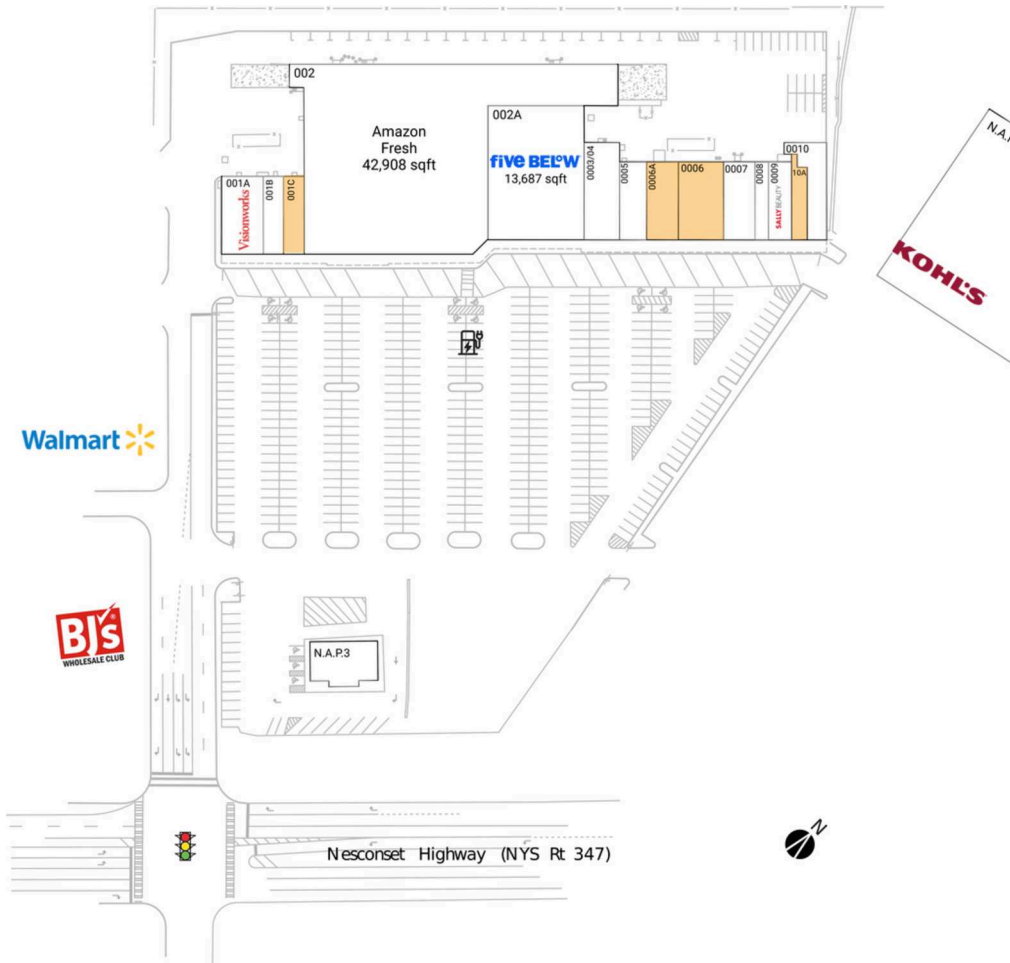 002
Amazon
Fresh
42,908 sqft
002A
five BELOW
13,687 sqft
001A
Visionworks
001B
001C
0003/04
0005
0006A
0006
0007
0008
0009
SALLY BEAUTY
0010
10A
N.A.
KOHL'S
Walmart
BJ's
WHOLESALE CLUB
N.A.P.3
Nesconset Highway (NYS Rt 347)
N